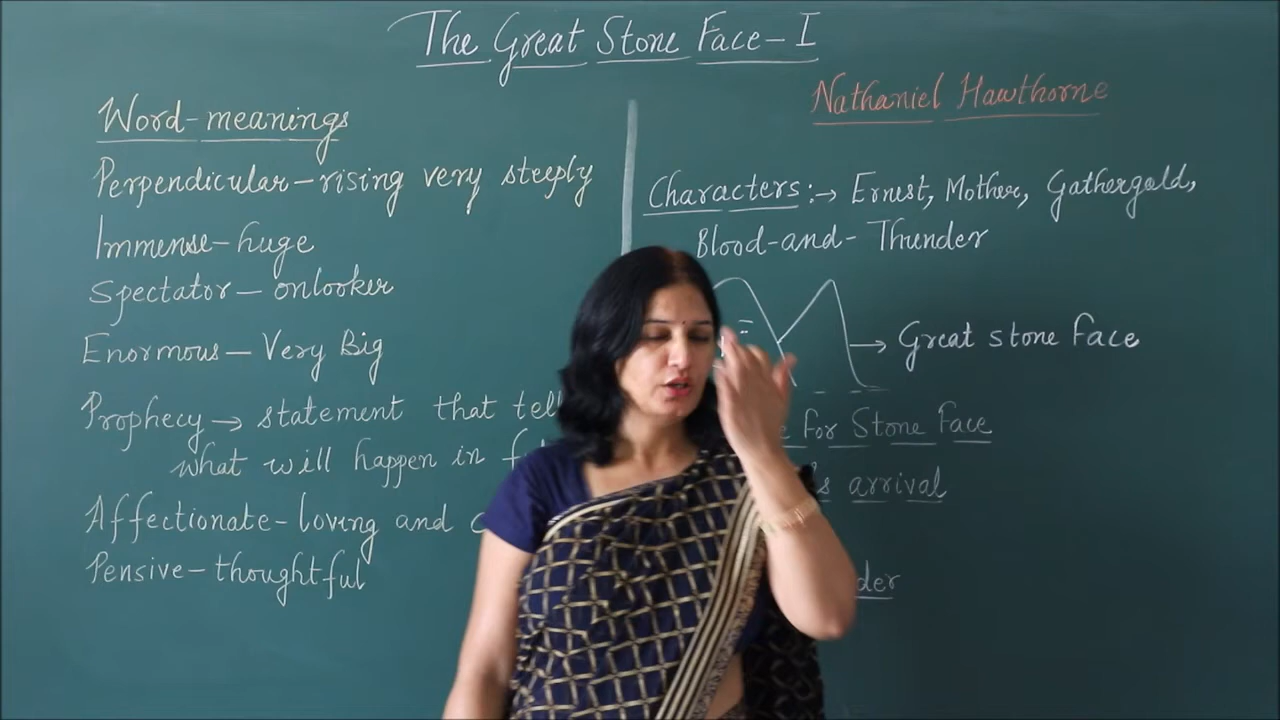 The Great Stone Face-I
Nathaniel Hawthorne
Word-meanings
Perpendicular-rising very steeply
Immense-huge
Spectator-onlooker
Enormous-Very Big
Prophecy→statement that
what will happen in
Affectionate-loving and
Pensive-thoughtful
Characters:→ Ernest, Mother, Gathergold,
Blood-and-Thunder
→ Great stone Face
for Stone Face
arrival